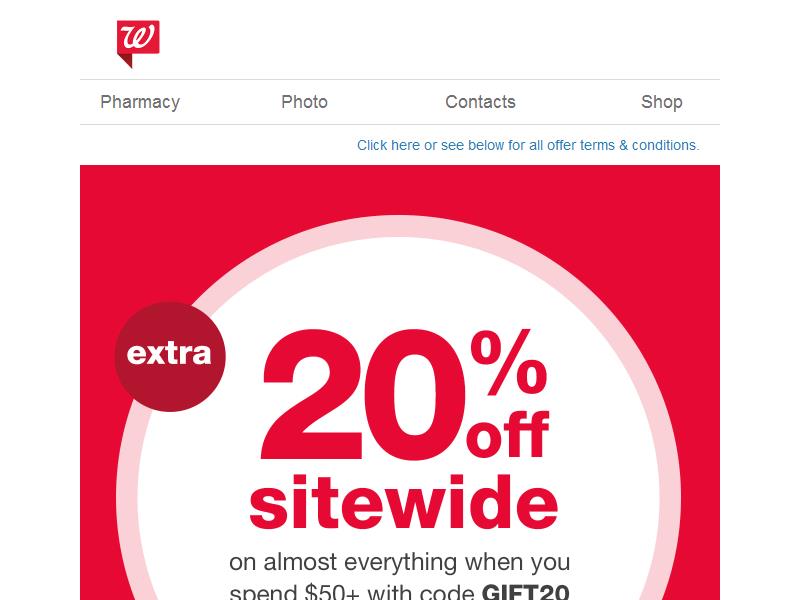 W
Pharmacy Photo Contacts Shop
Click here or see below for all offer terms & conditions.
extra
20%
off
sitewide
on almost everything when you
spend $50+ with code GIFT20